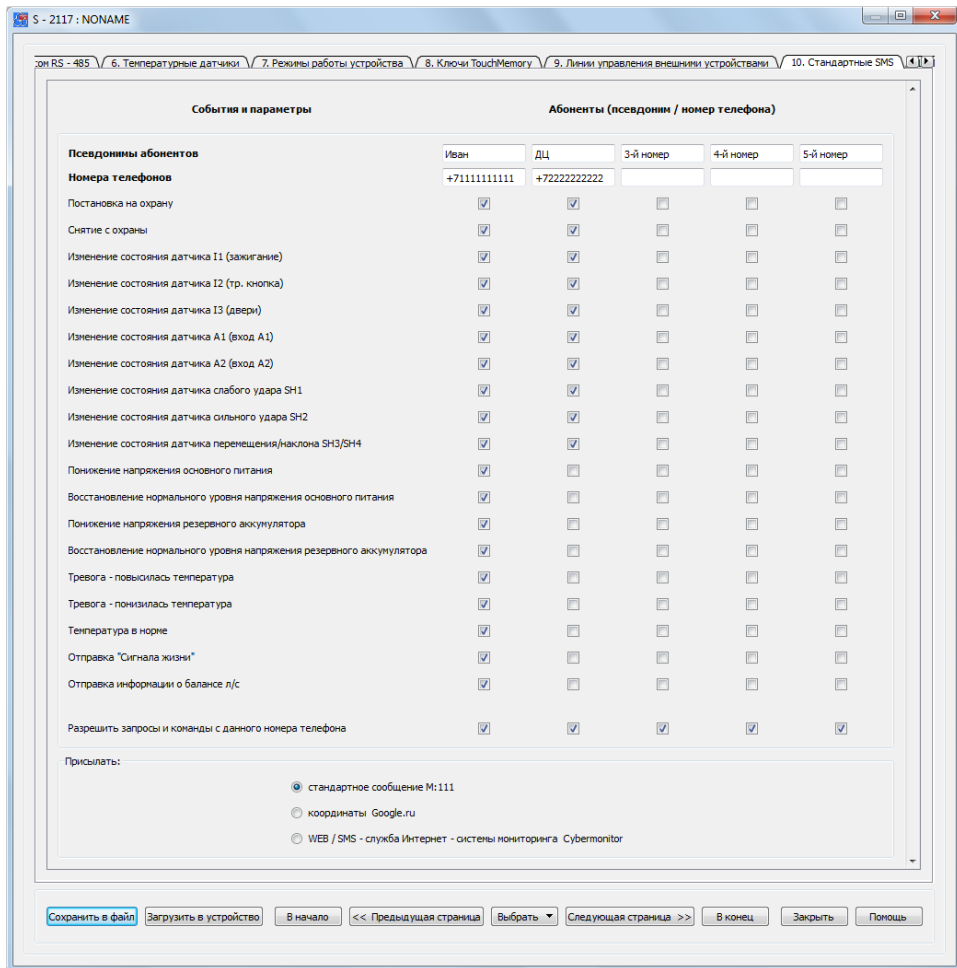 S - 2117 : NONAME
ом RS - 485 6. Температурные датчики 7. Режимы работы устройства 8. Ключи TouchMemory 9. Линии управления внешними устройствами 10. Стандартные SMS
События и параметры Абоненты (псевдоним / номер телефона)
Псевдонимы абонентов Иван ДЦ 3-й номер 4-й номер 5-й номер
Номера телефонов +71111111111 +72222222222
Постановка на охрану
Снятие с охраны
Изменение состояния датчика I1 (зажигание)
Изменение состояния датчика I2 (тр. кнопка)
Изменение состояния датчика I3 (двери)
Изменение состояния датчика A1 (вход A1)
Изменение состояния датчика A2 (вход A2)
Изменение состояния датчика слабого удара SH1
Изменение состояния датчика сильного удара SH2
Изменение состояния датчика перемещения/наклона SH3/SH4
Понижение напряжения основного питания
Восстановление нормального уровня напряжения основного питания
Понижение напряжения резервного аккумулятора
Восстановление нормального уровня напряжения резервного аккумулятора
Тревога - повысилась температура
Тревога - понизилась температура
Температура в норме
Отправка "Сигнала жизни"
Отправка информации о балансе л/с
Разрешить запросы и команды с данного номера телефона
Присылать:
стандартное сообщение M:111
координаты Google.ru
WEB / SMS - служба Интернет - системы мониторинга Cybermonitor
Сохранить в файл Загрузить в устройство В начало << Предыдущая страница Выбрать Следующая страница >> В конец Закрыть Помощь